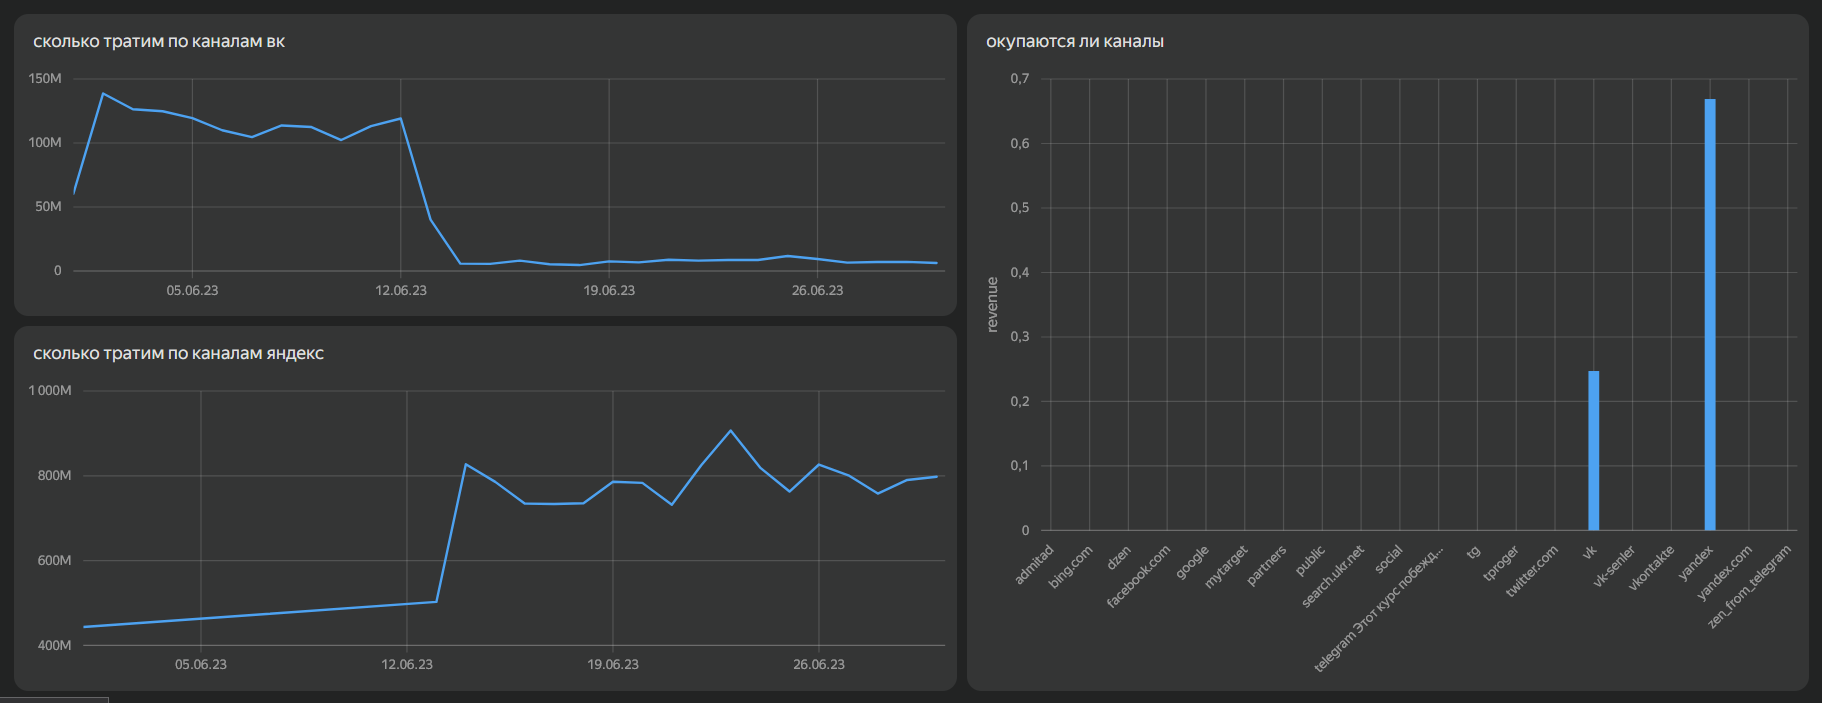 сколько тратим по каналам вк
150M
100M
50M
0
05.06.23
12.06.23
19.06.23
26.06.23
сколько тратим по каналам яндекс
1 000M
800M
600M
400M
05.06.23
12.06.23
19.06.23
26.06.23
окупаются ли каналы
revenue
0,7
0,6
0,5
0,4
0,3
0,2
0,1
0
admitad
bing.com
dzen
facebook.com
google
mytarget
partners
public
search.ukr.net
social
telegram Этот курс побежд...
tg
tproger
twitter.com
vk
vk-senler
vkontakte
yandex
yandex.com
zen_from_telegram